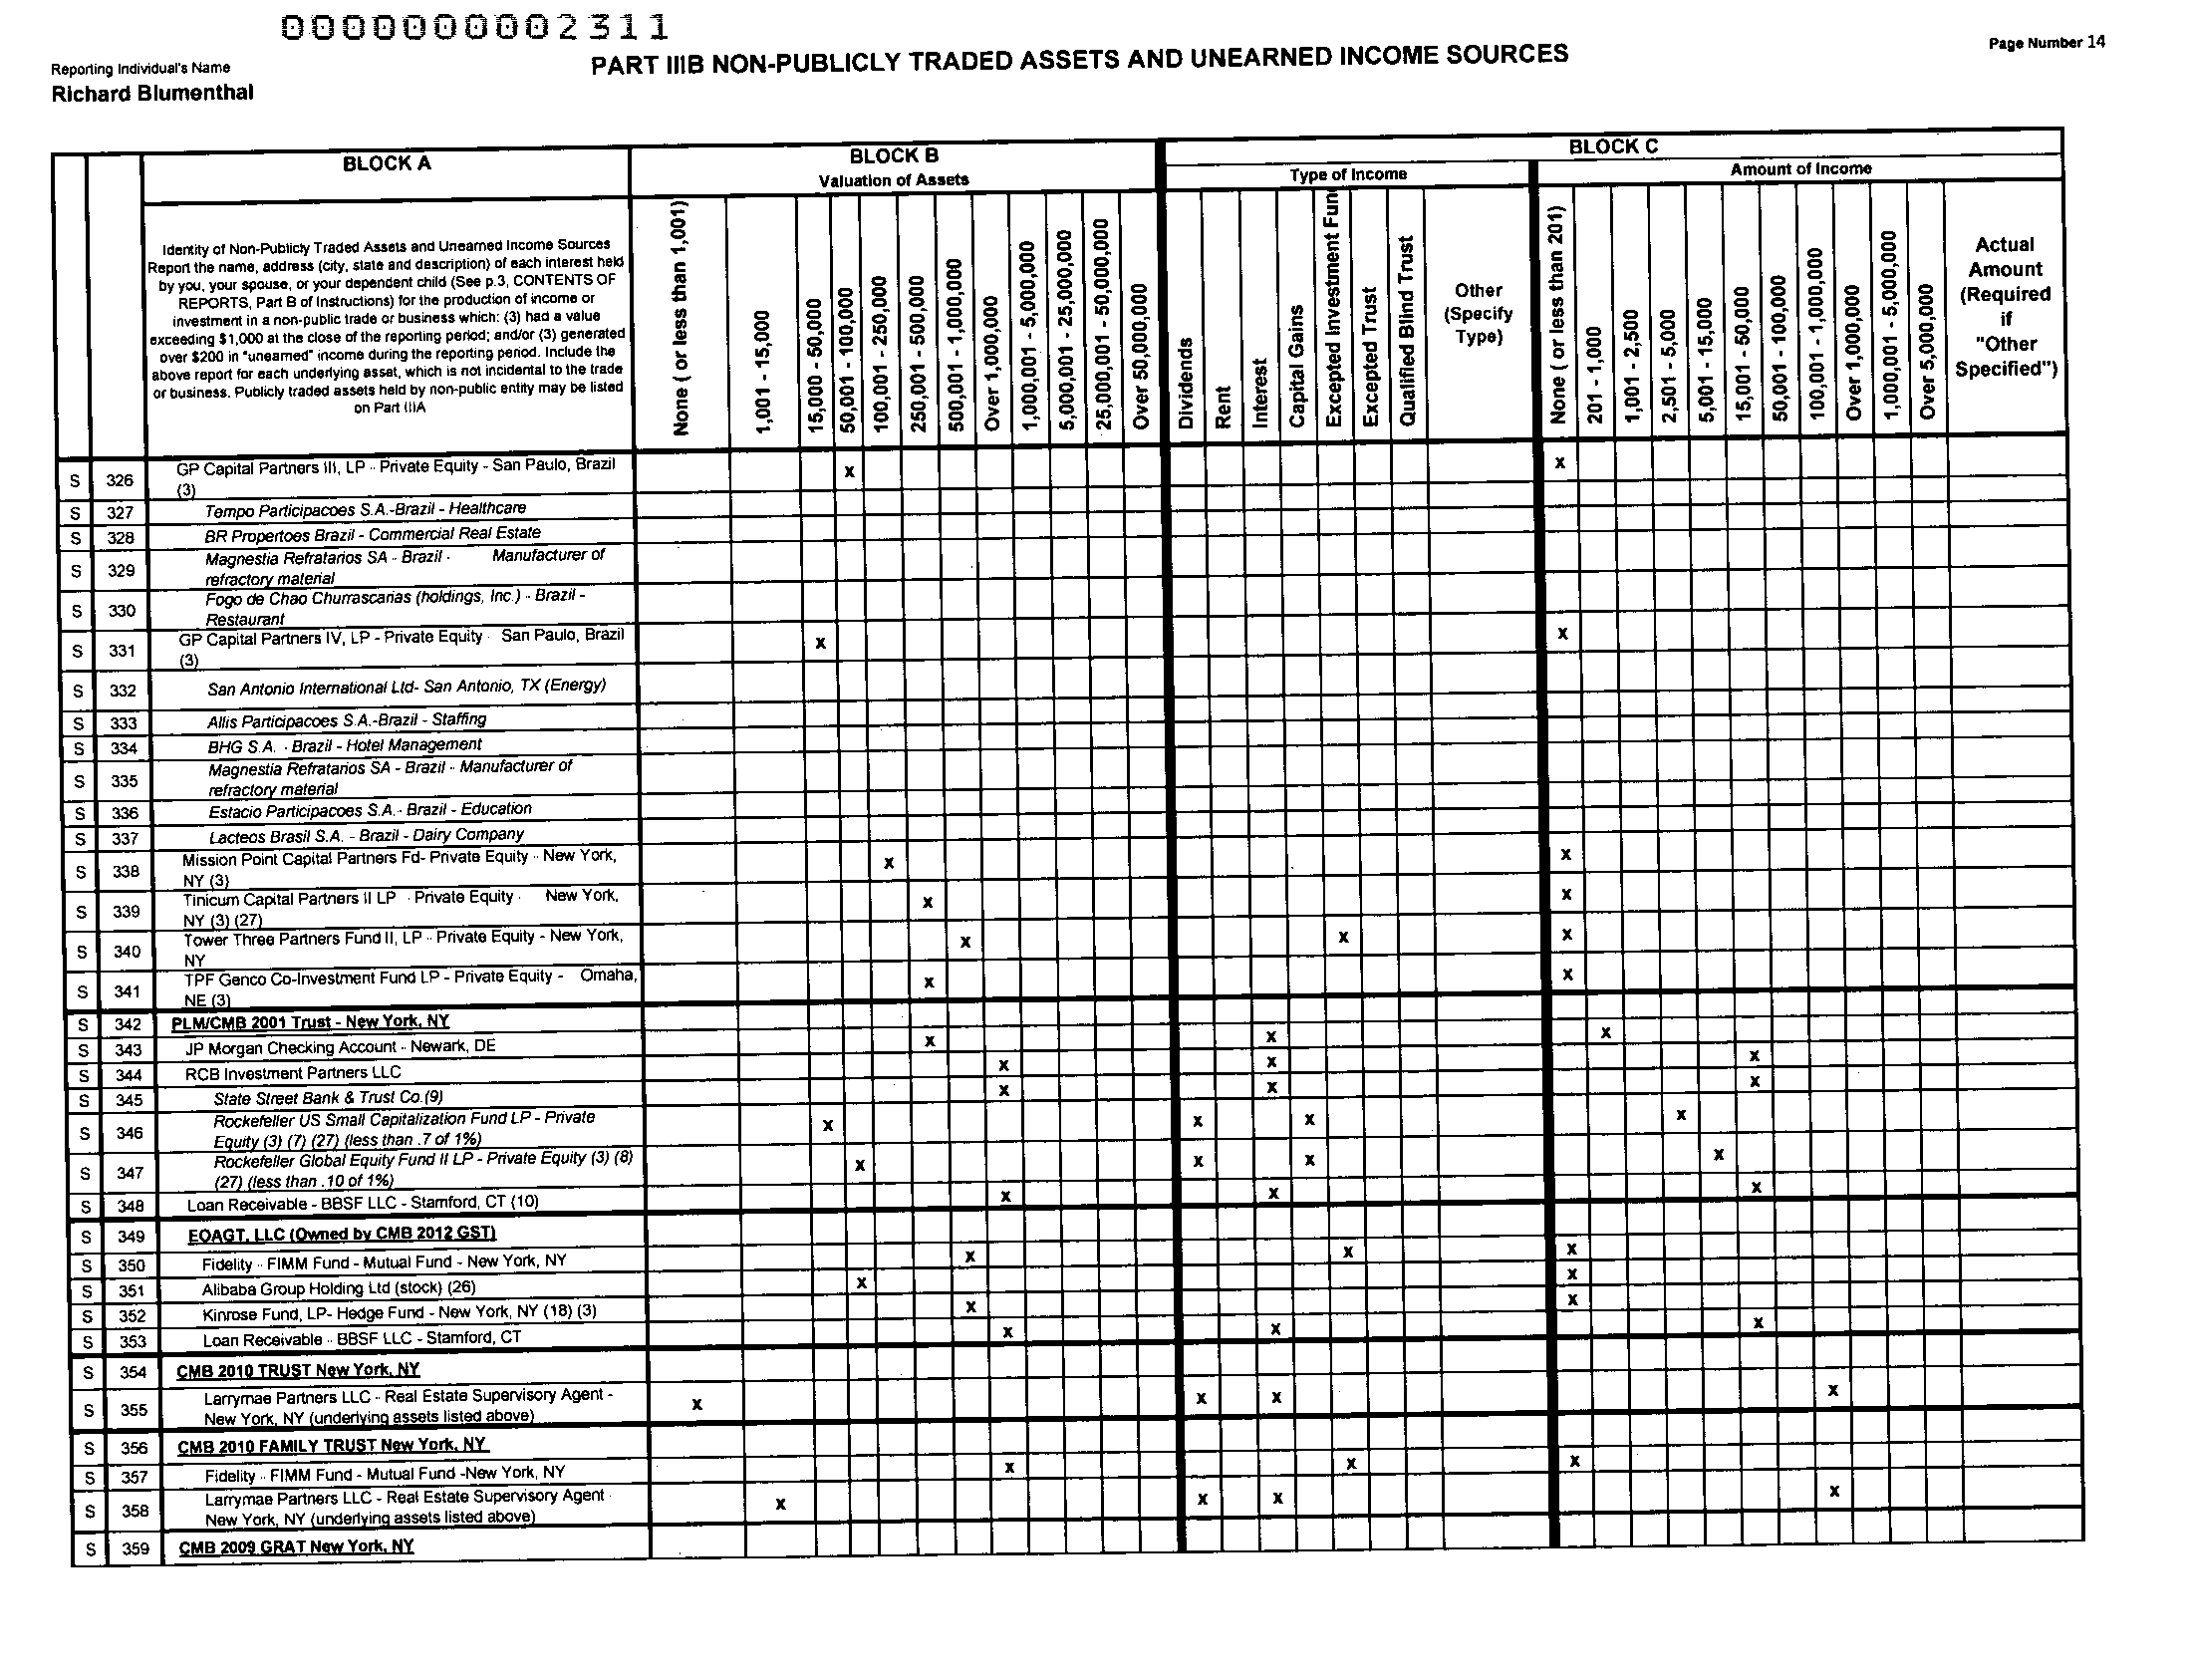 0000000002311
Reporting Individual's Name
Richard Blumenthal
PART IIIB NON-PUBLICLY TRADED ASSETS AND UNEARNED INCOME SOURCES
Page Number 14
BLOCK A
BLOCK B
BLOCK C
Valuation of Assets
Type of Income
Amount of Income
Identity of Non-Publicly Traded Assets and Unearned Income Sources
Report the name, address (city, state and description) of each interest held
by you, your spouse, or your dependent child (See p.3, CONTENTS OF
REPORTS, Part B of Instructions) for the production of income or
investment in a non-public trade or business which: (3) had a value
exceeding $1,000 at the close of the reporting period; and/or (3) generated
over $200 in "unearned" income during the reporting period. Include the
above report for each underlying asset, which is not incidental to the trade
or business. Publicly traded assets held by non-public entity may be listed
on Part IIIA
None ( or less than 1,001)
1,001 - 15,000
15,000 - 50,000
50,001 - 100,000
100,001 - 250,000
250,001 - 500,000
500,001 - 1,000,000
Over 1,000,000
1,000,001 - 5,000,000
5,000,001 - 25,000,000
25,000,001 - 50,000,000
Over 50,000,000
Dividends
Rent
Interest
Capital Gains
Excepted Investment Fund
Excepted Trust
Qualified Blind Trust
Other
(Specify
Type)
None ( or less than 201)
201 - 1,000
1,001 - 2,500
2,501 - 5,000
5,001 - 15,000
15,001 - 50,000
50,001 - 100,000
100,001 - 1,000,000
Over 1,000,000
1,000,001 - 5,000,000
Over 5,000,000
Actual
Amount
(Required
if
"Other
Specified")
S 326 GP Capital Partners III, LP - Private Equity - San Paulo, Brazil x x
(3)
S 327 Tempo Participacoes S.A.-Brazil - Healthcare
S 328 BR Propertoes Brazil - Commercial Real Estate
S 329 Magnestia Refratarios SA - Brazil - Manufacturer of
refractory material
S 330 Fogo de Chao Churrascarias (holdings, Inc.) - Brazil -
Restaurant
S 331 GP Capital Partners IV, LP - Private Equity - San Paulo, Brazil x x
(3)
S 332 San Antonio International Ltd- San Antonio, TX (Energy)
S 333 Allis Participacoes S.A.-Brazil - Staffing
S 334 BHG S.A. - Brazil - Hotel Management
S 335 Magnestia Refratarios SA - Brazil - Manufacturer of
refractory material
S 336 Estacio Participacoes S.A.- Brazil - Education
S 337 Lacteos Brasil S.A. - Brazil - Dairy Company
S 338 Mission Point Capital Partners Fd- Private Equity - New York, x x
NY (3)
S 339 Tinicum Capital Partners II LP - Private Equity - New York, x x
NY (3) (27)
S 340 Tower Three Partners Fund II, LP - Private Equity - New York, x x x
NY
S 341 TPF Genco Co-Investment Fund LP - Private Equity - Omaha, x x
NE (3)
S 342 PLM/CMB 2001 Trust - New York, NY
S 343 JP Morgan Checking Account - Newark, DE x x x
S 344 RCB Investment Partners LLC x x x
S 345 State Street Bank & Trust Co.(9) x x x
S 346 Rockefeller US Small Capitalization Fund LP - Private x x x x
Equity (3) (7) (27) (less than .7 of 1%)
S 347 Rockefeller Global Equity Fund II LP - Private Equity (3) (8) x x x x
(27) (less than .10 of 1%)
S 348 Loan Receivable - BBSF LLC - Stamford, CT (10) x x x
S 349 EOAGT, LLC (Owned by CMB 2012 GST)
S 350 Fidelity - FIMM Fund - Mutual Fund - New York, NY x x x
S 351 Alibaba Group Holding Ltd (stock) (26) x x
S 352 Kinrose Fund, LP- Hedge Fund - New York, NY (18) (3) x x
S 353 Loan Receivable - BBSF LLC - Stamford, CT x x x
S 354 CMB 2010 TRUST New York, NY
S 355 Larrymae Partners LLC - Real Estate Supervisory Agent - x x x x
New York, NY (underlying assets listed above)
S 356 CMB 2010 FAMILY TRUST New York, NY
S 357 Fidelity - FIMM Fund - Mutual Fund -New York, NY x x x
S 358 Larrymae Partners LLC - Real Estate Supervisory Agent - x x x x
New York, NY (underlying assets listed above)
S 359 CMB 2009 GRAT New York, NY